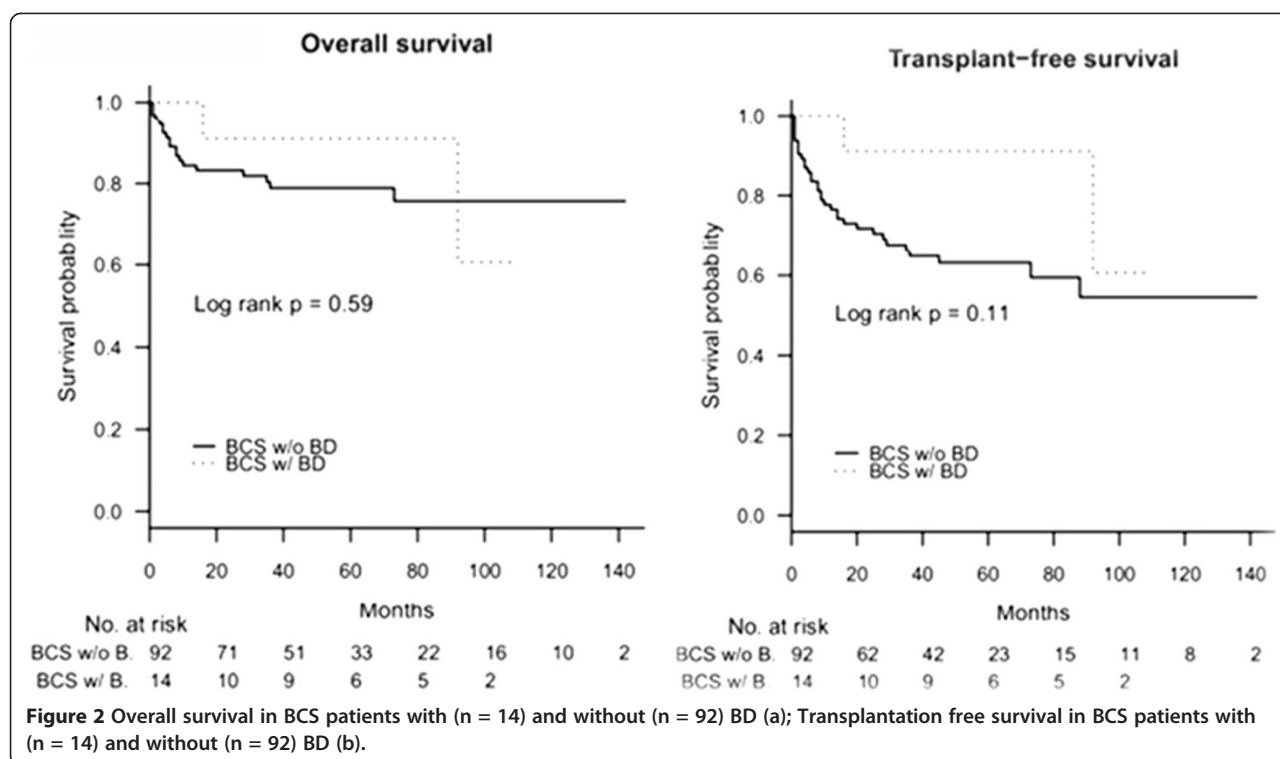 Overall survival
1.0
0.8
0.6
0.4
0.2
0.0
Survival probability
Log rank p = 0.59
BCS w/o BD
BCS w/ BD
0 20 40 60 80 100 120 140
Months
No. at risk
BCS w/o B. 92 71 51 33 22 16 10 2
BCS w/ B. 14 10 9 6 5 2
Transplant-free survival
1.0
0.8
0.6
0.4
0.2
0.0
Survival probability
Log rank p = 0.11
BCS w/o BD
BCS w/ BD
0 20 40 60 80 100 120 140
Months
No. at risk
BCS w/o B. 92 62 42 23 15 11 8 2
BCS w/ B. 14 10 9 6 5 2
Figure 2 Overall survival in BCS patients with (n = 14) and without (n = 92) BD (a); Transplantation free survival in BCS patients with
(n = 14) and without (n = 92) BD (b).